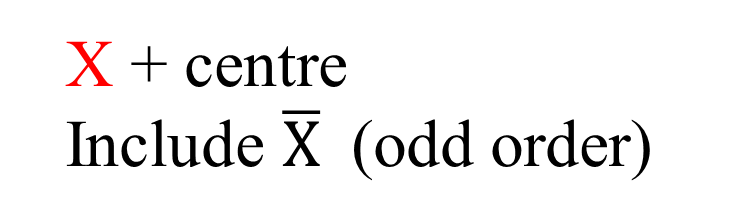 X + centre
Include X̅ (odd order)